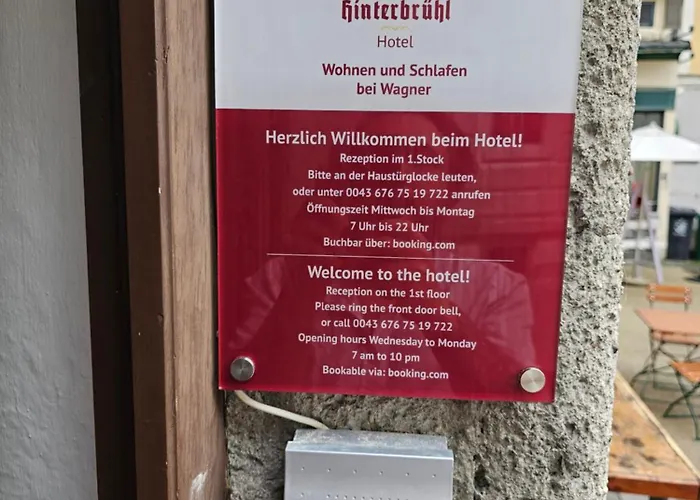 Hinterbrühl
Hotel
Wohnen und Schlafen
bei Wagner
Herzlich Willkommen beim Hotel!
Rezeption im 1.Stock
Bitte an der Haustürglocke leuten,
oder unter 0043 676 75 19 722 anrufen
Öffnungszeit Mittwoch bis Montag
7 Uhr bis 22 Uhr
Buchbar über: booking.com
Welcome to the hotel!
Reception on the 1st floor
Please ring the front door bell,
or call 0043 676 75 19 722
Opening hours Wednesday to Monday
7 am to 10 pm
Bookable via: booking.com